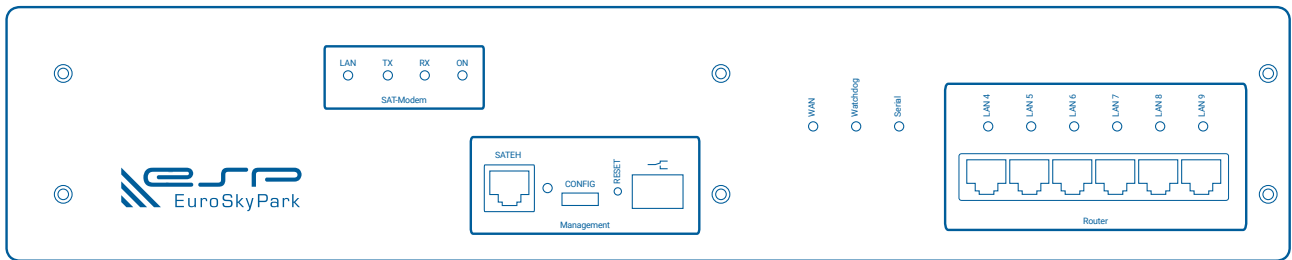 LAN TX RX ON
SAT-Modem
WAN
Watchdog
Serial
LAN 4
LAN 5
LAN 6
LAN 7
LAN 8
LAN 9
SATEH
CONFIG
RESET
Management
Router
esp
EuroSkyPark